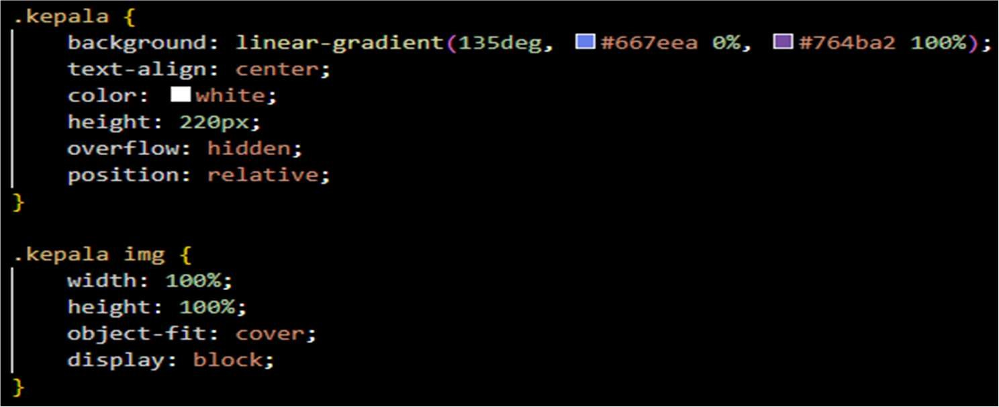 .kepala {
    background: linear-gradient(135deg, #667eea 0%, #764ba2 100%);
    text-align: center;
    color: white;
    height: 220px;
    overflow: hidden;
    position: relative;
}

.kepala img {
    width: 100%;
    height: 100%;
    object-fit: cover;
    display: block;
}